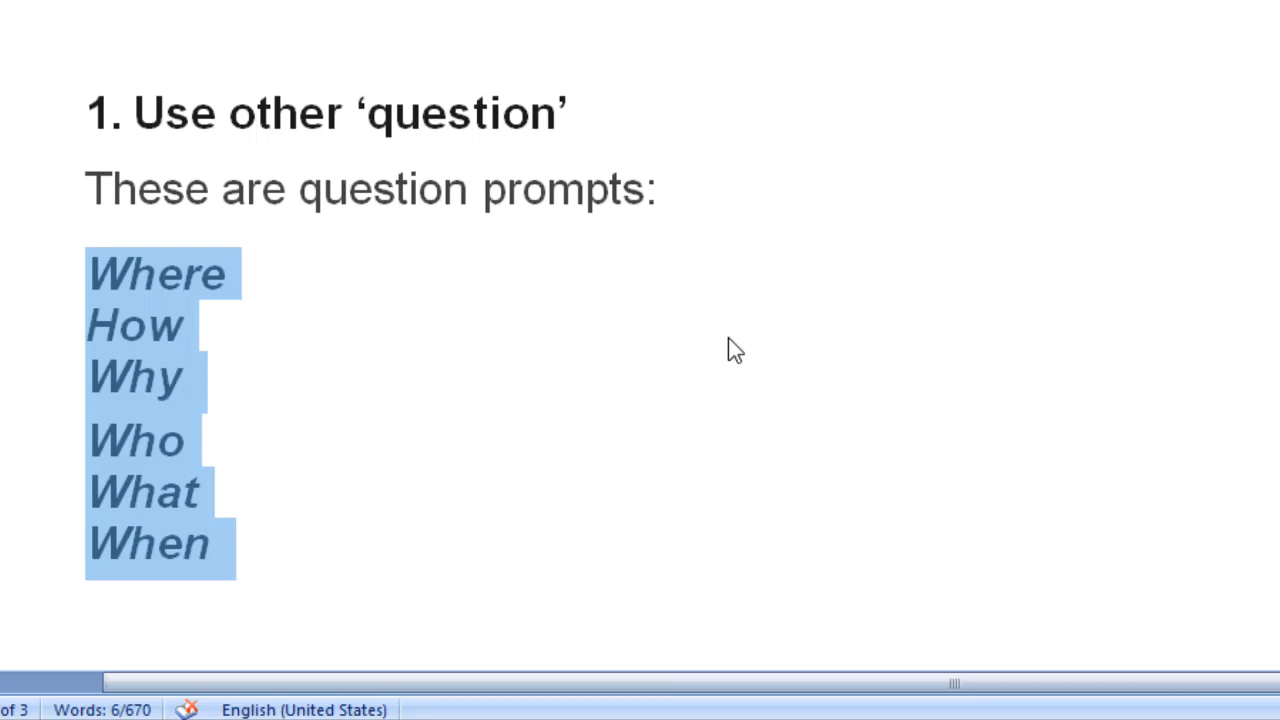 1. Use other ‘question’
These are question prompts:
Where
How
Why
Who
What
When
of 3 Words: 6/670 English (United States)